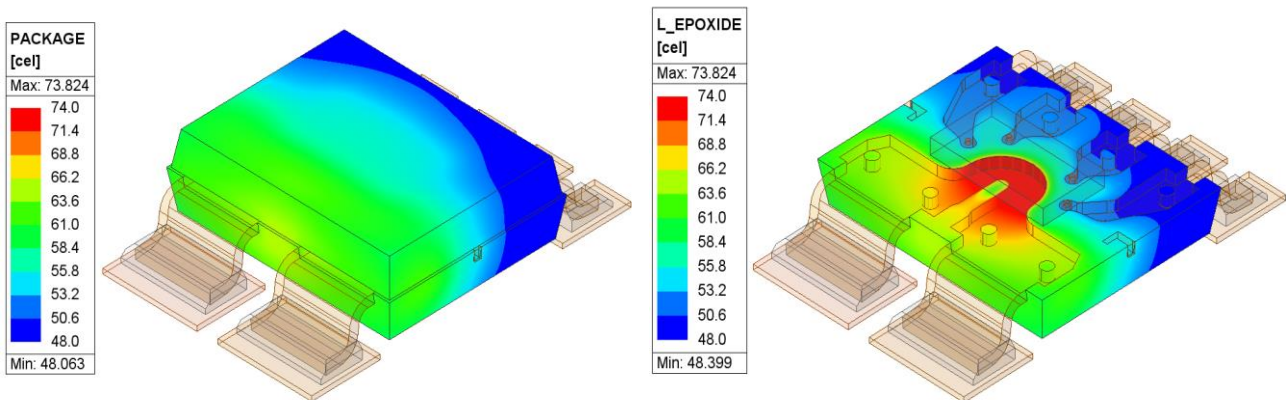 PACKAGE
[cel]
Max: 73.824
74.0
71.4
68.8
66.2
63.6
61.0
58.4
55.8
53.2
50.6
48.0
Min: 48.063
L_EPOXIDE
[cel]
Max: 73.824
74.0
71.4
68.8
66.2
63.6
61.0
58.4
55.8
53.2
50.6
48.0
Min: 48.399